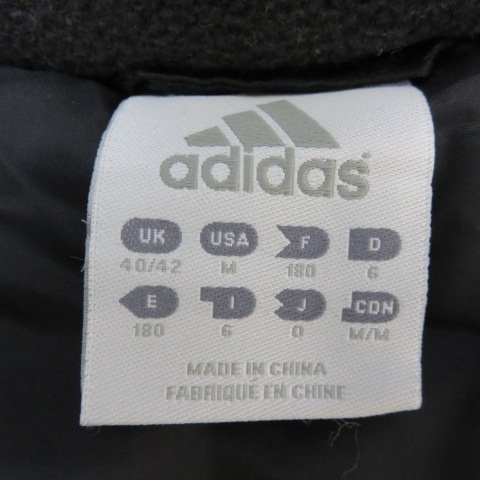 adidas
UK USA F D
40/42 M 180 6
E I J CDN
180 6 O M/M
MADE IN CHINA
FABRIQUE EN CHINE